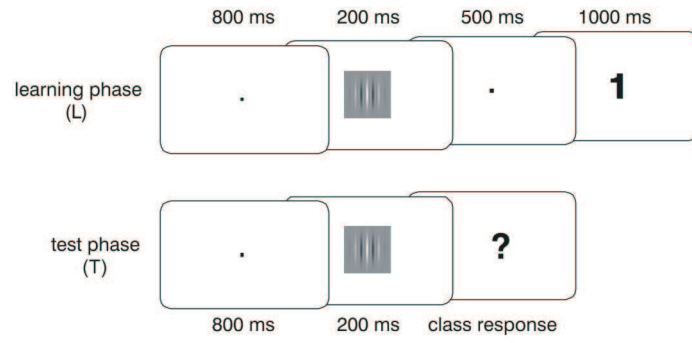 800 ms 200 ms 500 ms 1000 ms
learning phase
(L)
1
test phase
(T)
?
800 ms 200 ms class response